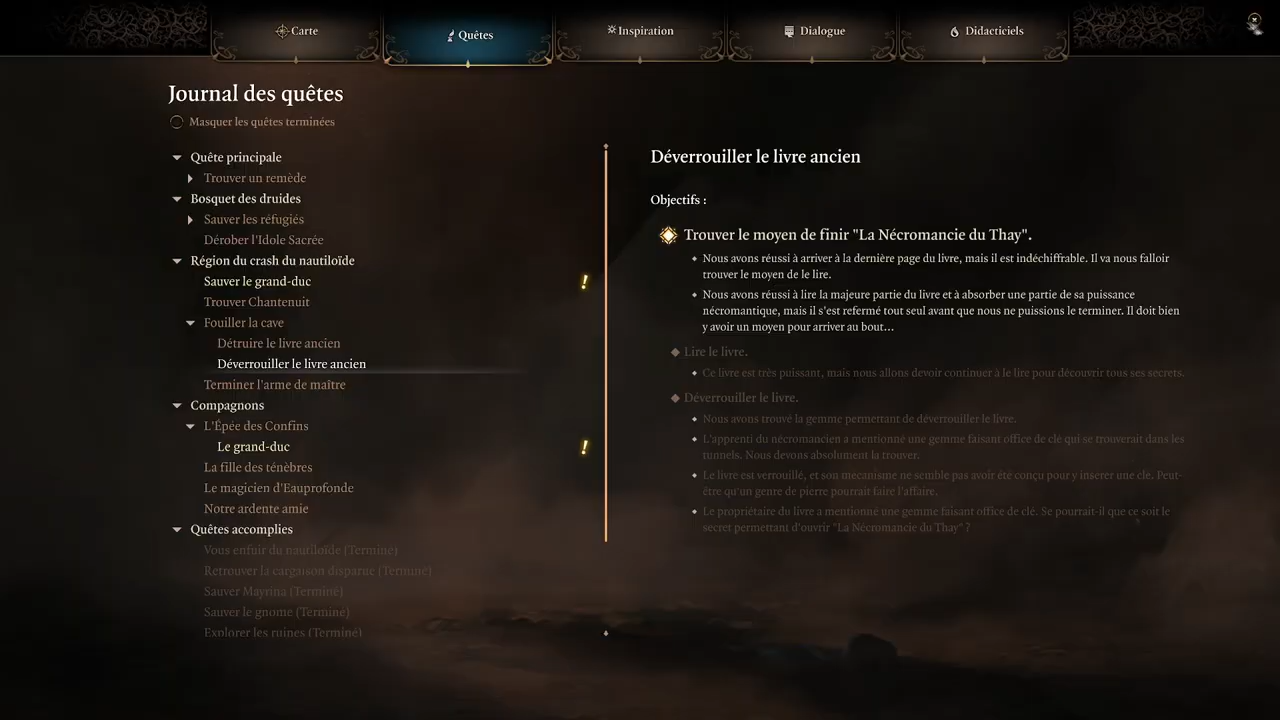 Carte
Quêtes
Inspiration
Dialogue
Didacticiels
Journal des quêtes
Masquer les quêtes terminées
Quête principale
Trouver un remède
Bosquet des druides
Sauver les réfugiés
Dérober l'Idole Sacrée
Région du crash du nautiloïde
Sauver le grand-duc
Trouver Chantenuit
Fouiller la cave
Détruire le livre ancien
Déverrouiller le livre ancien
Terminer l'arme de maître
Compagnons
L'Épée des Confins
Le grand-duc
La fille des ténèbres
Le magicien d'Eauprofonde
Notre ardente amie
Quêtes accomplies
Vous enfuir du nautiloïde (Terminé)
Retrouver la cargaison disparue (Terminé)
Sauver Mayrina (Terminé)
Sauver le gnome (Terminé)
Explorer les ruines (Terminé)
Déverrouiller le livre ancien
Objectifs :
Trouver le moyen de finir "La Nécromancie du Thay".
Nous avons réussi à arriver à la dernière page du livre, mais il est indéchiffrable. Il va nous falloir
trouver le moyen de le lire.
Nous avons réussi à lire la majeure partie du livre et à absorber une partie de sa puissance
nécromantique, mais il s'est refermé tout seul avant que nous ne puissions le terminer. Il doit bien
y avoir un moyen pour arriver au bout...
Lire le livre.
Ce livre est très puissant, mais nous allons devoir continuer à le lire pour découvrir tous ses secrets.
Déverrouiller le livre.
Nous avons trouvé la gemme permettant de déverrouiller le livre.
L'apprenti du nécromancien a mentionné une gemme faisant office de clé qui se trouverait dans les
tunnels. Nous devons absolument la trouver.
Le livre est verrouillé, et son mecanisme ne semble pas avoir été conçu pour y inserer une cle. Peut-
être qu'un genre de pierre pourrait faire l'affaire.
Le propriétaire du livre a mentionné une gemme faisant office de clé. Se pourrait-il que ce soit le
secret permettant d'ouvrir "La Nécromancie du Thay" ?